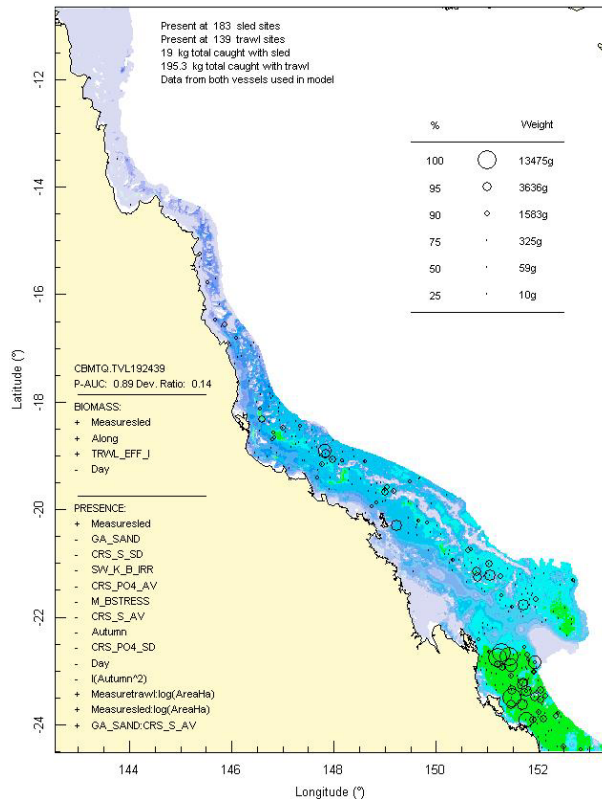 Present at 183 sled sites
Present at 139 trawl sites
19 kg total caught with sled
195.3 kg total caught with trawl
Data from both vessels used in model
% Weight
100 13475g
95 3636g
90 1583g
75 325g
50 59g
25 10g
CBMTQ.TVL192439
P-AUC: 0.89 Dev. Ratio: 0.14
BIOMASS:
+ Measuresled
+ Along
+ TRWL_EFF_I
- Day
PRESENCE:
+ Measuresled
- GA_SAND
- CRS_S_SD
- SW_K_B_IRR
- CRS_PO4_AV
- M_BSTRESS
- CRS_S_AV
- Autumn
- CRS_PO4_SD
- Day
- I(Autumn^2)
+ Measuretrawl:log(AreaHa)
+ Measuresled:log(AreaHa)
+ GA_SAND:CRS_S_AV
Latitude (°)
-12
-14
-16
-18
-20
-22
-24
144 146 148 150 152
Longitude (°)